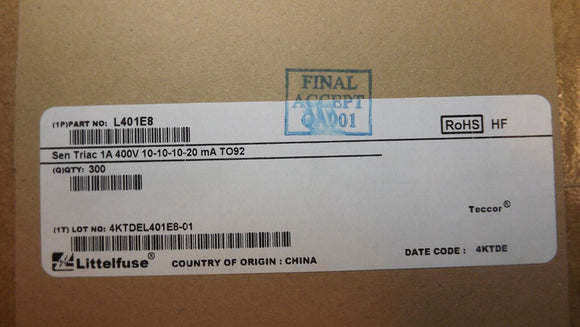 FINAL
ACCEPT
(1P)PART NO: L401E8
RoHS HF
Sen Triac 1A 400V 10-10-10-20 mA TO92
(Q)QTY: 300
(1T) LOT NO: 4KTDEL401E8-01
Teccor®
Littelfuse®
COUNTRY OF ORIGIN : CHINA
DATE CODE : 4KTDE